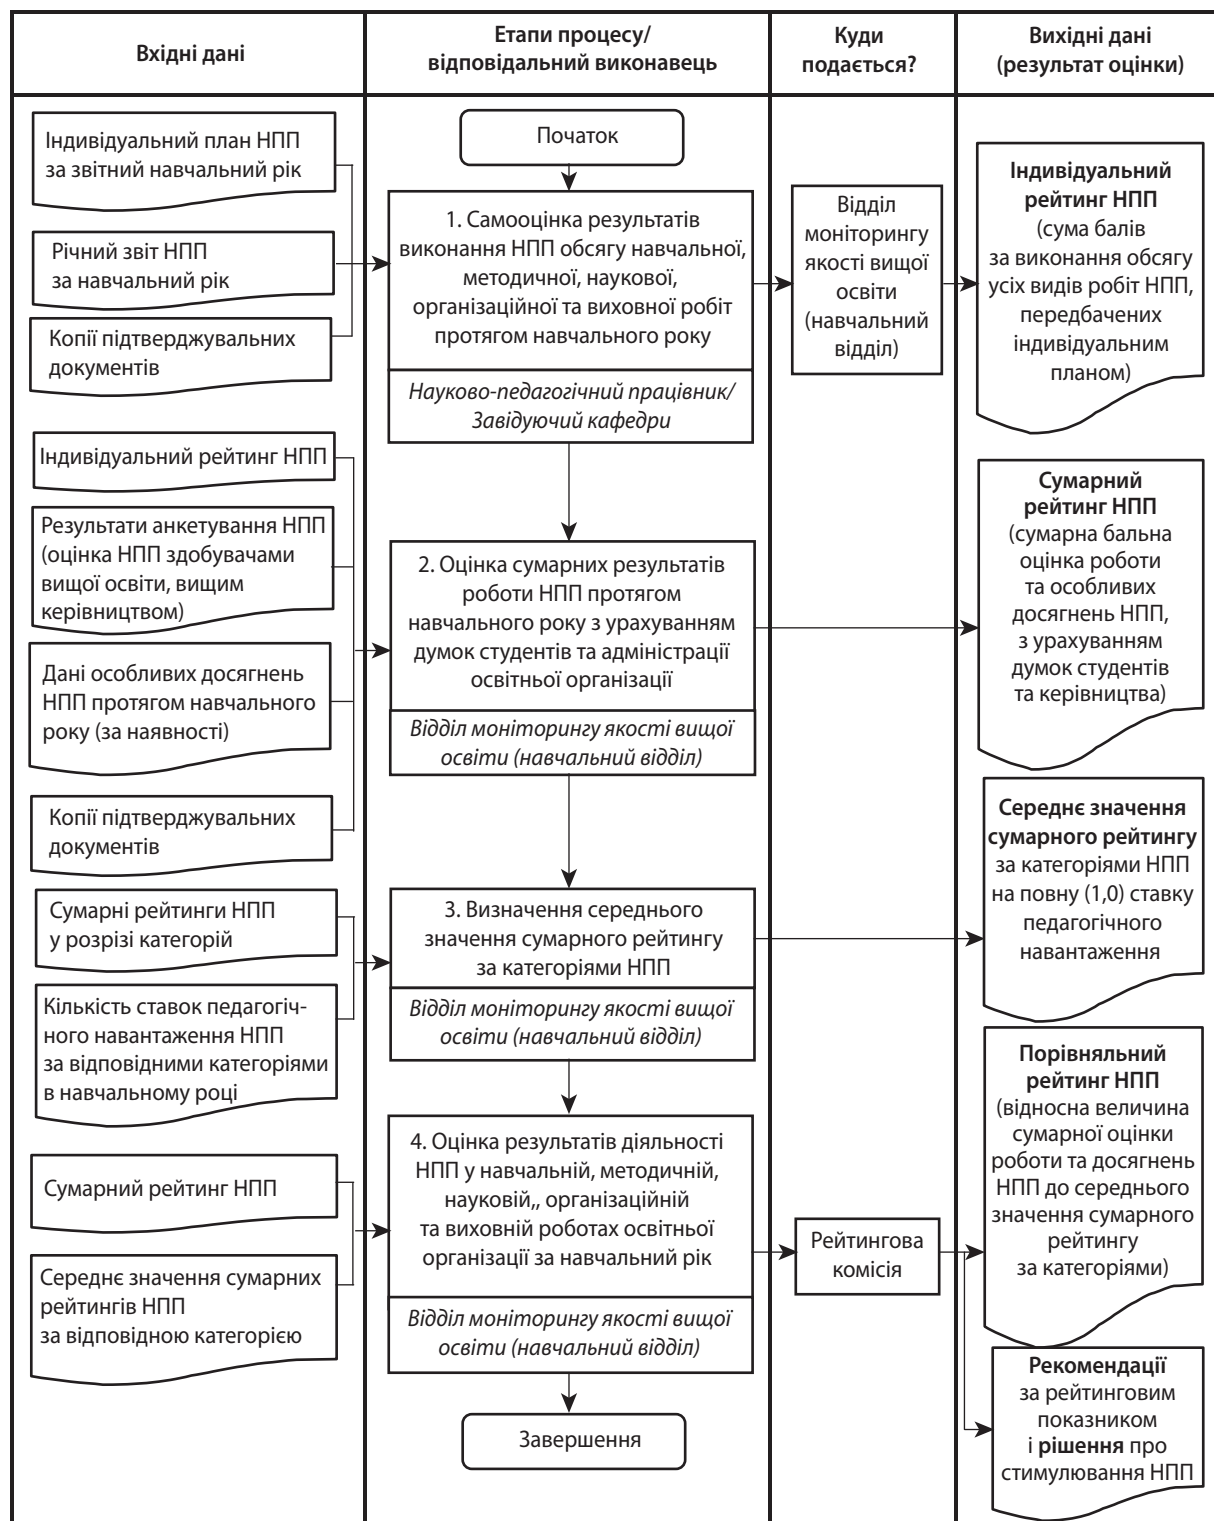 Вхідні дані
Етапи процесу/
відповідальний виконавець
Куди
подається?
Вихідні дані
(результат оцінки)
Індивідуальний план НПП
за звітний навчальний рік
Річний звіт НПП
за навчальний рік
Копії підтверджувальних
документів
Початок
1. Самооцінка результатів
виконання НПП обсягу навчальної,
методичної, наукової,
організаційної та виховної робіт
протягом навчального року
Науково-педагогічний працівник/
Завідуючий кафедри
Відділ
моніторингу
якості вищої
освіти
(навчальний
відділ)
Індивідуальний
рейтинг НПП
(сума балів
за виконання обсягу
усіх видів робіт НПП,
передбачених
індивідуальним
планом)
Індивідуальний рейтинг НПП
Результати анкетування НПП
(оцінка НПП здобувачами
вищої освіти, вищим
керівництвом)
Дані особливих досягнень
НПП протягом навчального
року (за наявності)
Копії підтверджувальних
документів
2. Оцінка сумарних результатів
роботи НПП протягом
навчального року з урахуванням
думок студентів та адміністрації
освітньої організації
Відділ моніторингу якості вищої
освіти (навчальний відділ)
Сумарний
рейтинг НПП
(сумарна бальна
оцінка роботи
та особливих
досягнень НПП,
з урахуванням
думок студентів
та керівництва)
Сумарні рейтинги НПП
у розрізі категорій
Кількість ставок педагогіч-
ного навантаження НПП
за відповідними категоріями
в навчальному році
3. Визначення середнього
значення сумарного рейтингу
за категоріями НПП
Відділ моніторингу якості вищої
освіти (навчальний відділ)
Середнє значення
сумарного рейтингу
за категоріями НПП
на повну (1,0) ставку
педагогічного
навантаження
Сумарний рейтинг НПП
Середнє значення сумарних
рейтингів НПП
за відповідною категорією
4. Оцінка результатів діяльності
НПП у навчальній, методичній,
науковій,, організаційній
та виховній роботах освітньої
організації за навчальний рік
Відділ моніторингу якості вищої
освіти (навчальний відділ)
Завершення
Рейтингова
комісія
Порівняльний
рейтинг НПП
(відносна величина
сумарної оцінки
роботи та досягнень
НПП до середнього
значення сумарного
рейтингу
за категоріями)
Рекомендації
за рейтинговим
показником
і рішення про
стимулювання НПП